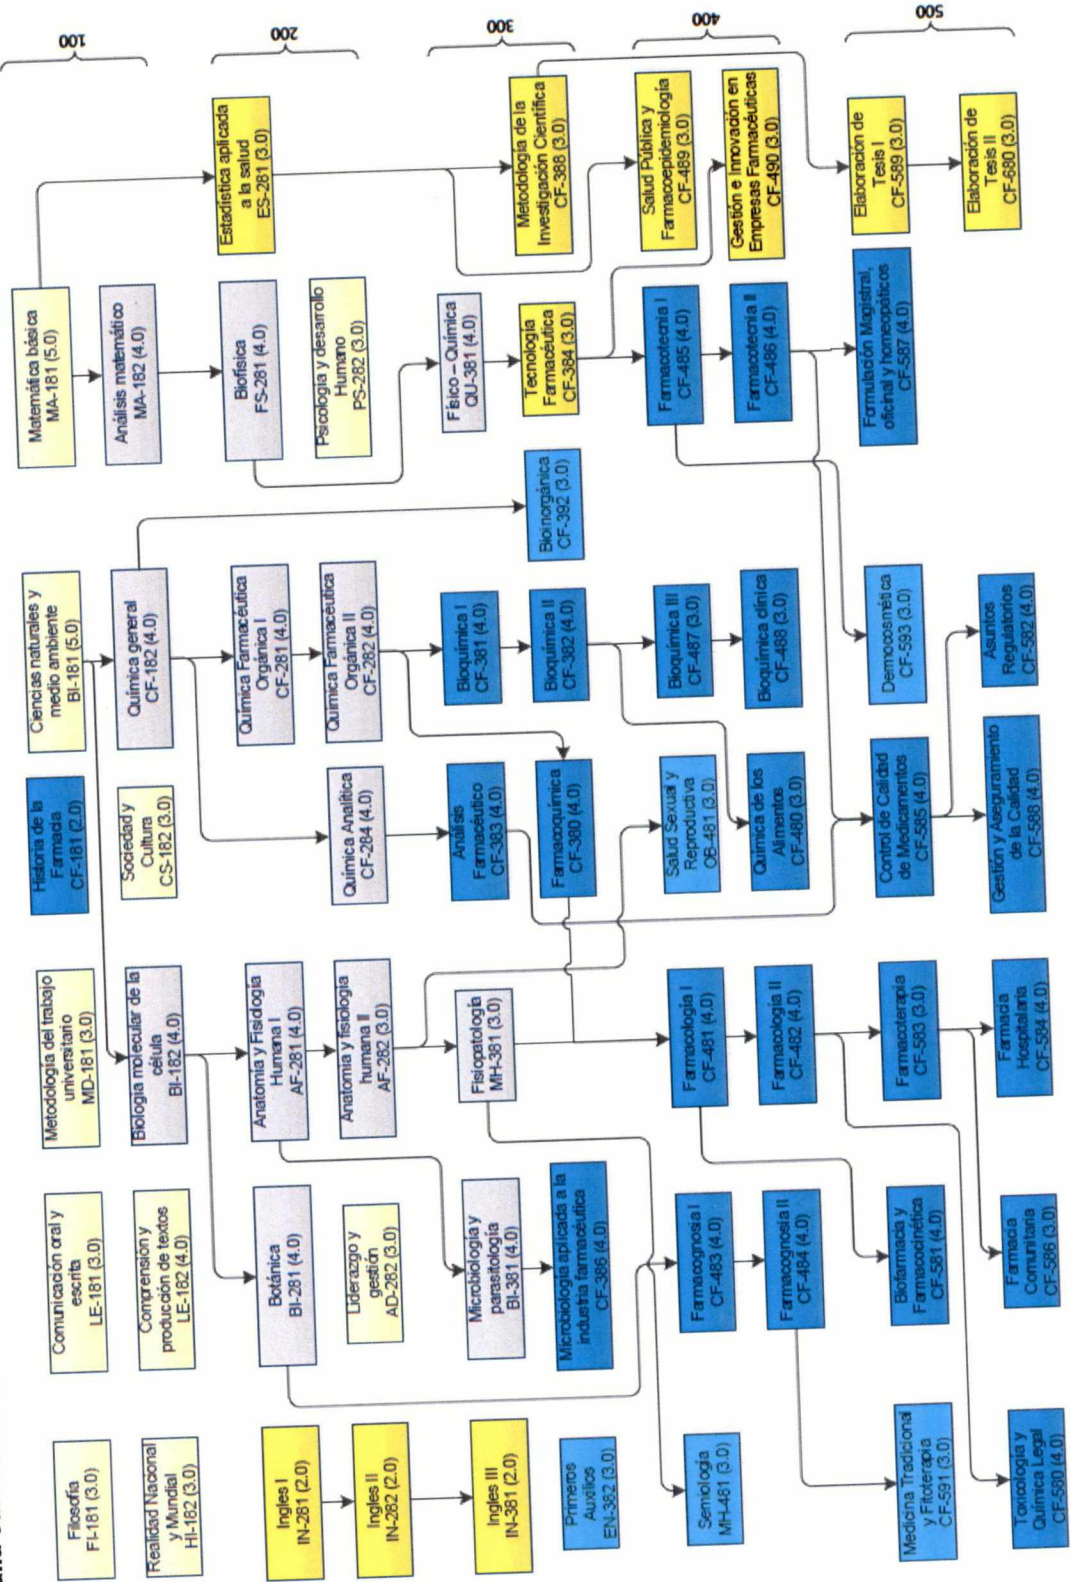 100
200
300
400
500
Filosofía
FI-181 (3.0)
Comunicación oral y
escrita
LE-181 (3.0)
Metodología del trabajo
universitario
MD-181 (3.0)
Historia de la
Farmacia
CF-181 (2.0)
Ciencias naturales y
medio ambiente
BI-181 (5.0)
Matemática básica
MA-181 (5.0)
Realidad Nacional
y Mundial
HI-182 (3.0)
Comprensión y
producción de textos
LE-182 (4.0)
Biología molecular de la
célula
BI-182 (4.0)
Sociedad y
Cultura
CS-182 (3.0)
Química general
CF-182 (4.0)
Análisis matemático
MA-182 (4.0)
Ingles I
IN-281 (2.0)
Botánica
BI-281 (4.0)
Anatomía y Fisiología
Humana I
AF-281 (4.0)
Química Farmacéutica
Orgánica I
CF-281 (4.0)
Biofísica
FS-281 (4.0)
Estadística aplicada
a la salud
ES-281 (3.0)
Ingles II
IN-282 (2.0)
Liderazgo y
gestión
AD-282 (3.0)
Anatomía y fisiología
humana II
AF-282 (3.0)
Química Analítica
CF-284 (4.0)
Química Farmacéutica
Orgánica II
CF-282 (4.0)
Psicología y desarrollo
Humano
PS-282 (3.0)
Ingles III
IN-381 (2.0)
Microbiología y
parasitología
BI-381 (4.0)
Fisiopatología
MH-381 (3.0)
Análisis
Farmacéutico
CF-383 (4.0)
Bioquímica I
CF-381 (4.0)
Físico – Química
QU-381 (4.0)
Metodología de la
Investigación Científica
CF-388 (3.0)
Primeros
Auxilios
EN-382 (3.0)
Microbiología aplicada a la
industria farmacéutica
CF-386 (4.0)
Farmacoquímica
CF-380 (4.0)
Bioquímica II
CF-382 (4.0)
Bioinorgánica
CF-392 (3.0)
Tecnología
Farmacéutica
CF-384 (3.0)
Semiología
MH-481 (3.0)
Farmacognosia I
CF-483 (4.0)
Farmacología I
CF-481 (4.0)
Salud Sexual y
Reproductiva
OB-481 (3.0)
Bioquímica III
CF-487 (3.0)
Farmacotecnia I
CF-485 (4.0)
Salud Pública y
Farmacoepidemiología
CF-489 (3.0)
Farmacognosia II
CF-484 (4.0)
Farmacología II
CF-482 (4.0)
Química de los
Alimentos
CF-480 (3.0)
Bioquímica clínica
CF-488 (3.0)
Farmacotecnia II
CF-486 (4.0)
Gestión e Innovación en
Empresas Farmacéuticas
CF-490 (3.0)
Medicina Tradicional
y Fitoterapia
CF-591 (3.0)
Biofarmacia y
Farmacocinética
CF-581 (4.0)
Farmacoterapia
CF-583 (3.0)
Control de Calidad
de Medicamentos
CF-585 (4.0)
Dermocosmética
CF-593 (3.0)
Formulación Magistral,
oficinal y homeopáticos
CF-587 (4.0)
Elaboración de
Tesis I
CF-589 (3.0)
Toxicología y
Química Legal
CF-580 (4.0)
Farmacia
Comunitaria
CF-586 (3.0)
Farmacia
Hospitalaria
CF-584 (4.0)
Gestión y Aseguramiento
de la Calidad
CF-588 (4.0)
Asuntos
Regulatorios
CF-582 (4.0)
Elaboración de
Tesis II
CF-680 (3.0)